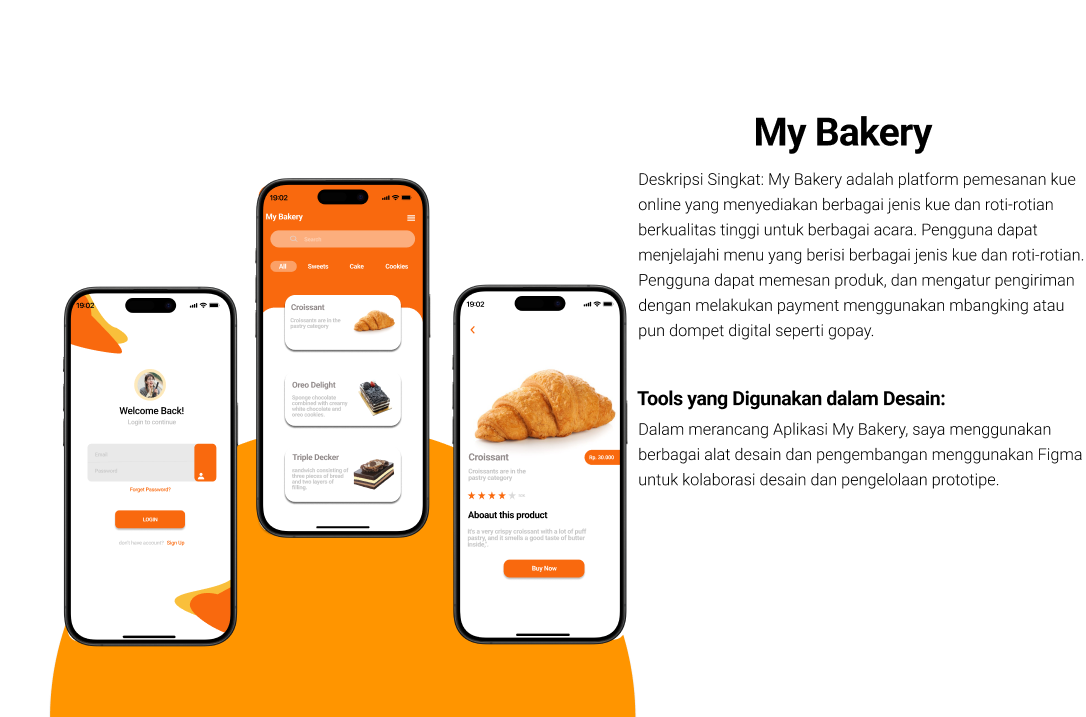 My Bakery
Deskripsi Singkat: My Bakery adalah platform pemesanan kue
online yang menyediakan berbagai jenis kue dan roti-rotian
berkualitas tinggi untuk berbagai acara. Pengguna dapat
menjelajahi menu yang berisi berbagai jenis kue dan roti-rotian.
Pengguna dapat memesan produk, dan mengatur pengiriman
dengan melakukan payment menggunakan mbangking atau
pun dompet digital seperti gopay.
Tools yang Digunakan dalam Desain:
Dalam merancang Aplikasi My Bakery, saya menggunakan
berbagai alat desain dan pengembangan menggunakan Figma
untuk kolaborasi desain dan pengelolaan prototipe.
19:02
Welcome Back!
Login to continue
Email
Password
Forget Password?
LOGIN
don't have account? Sign Up
19:02
My Bakery
Search
All Sweets Cake Cookies
Croissant
Croissants are in the
pastry category
Oreo Delight
Sponge chocolate
combined with creamy
white chocolate and
oreo cookies.
Triple Decker
sandwish consisting of
three pieces of bread
and two layers of
filling.
19:02
Croissant
Rp. 30.000
Croissants are in the
pastry category
Aboaut this product
It's a very crispy croissant with a lot of puff
pastry, and it smells a good taste of butter
inside,".
Buy Now